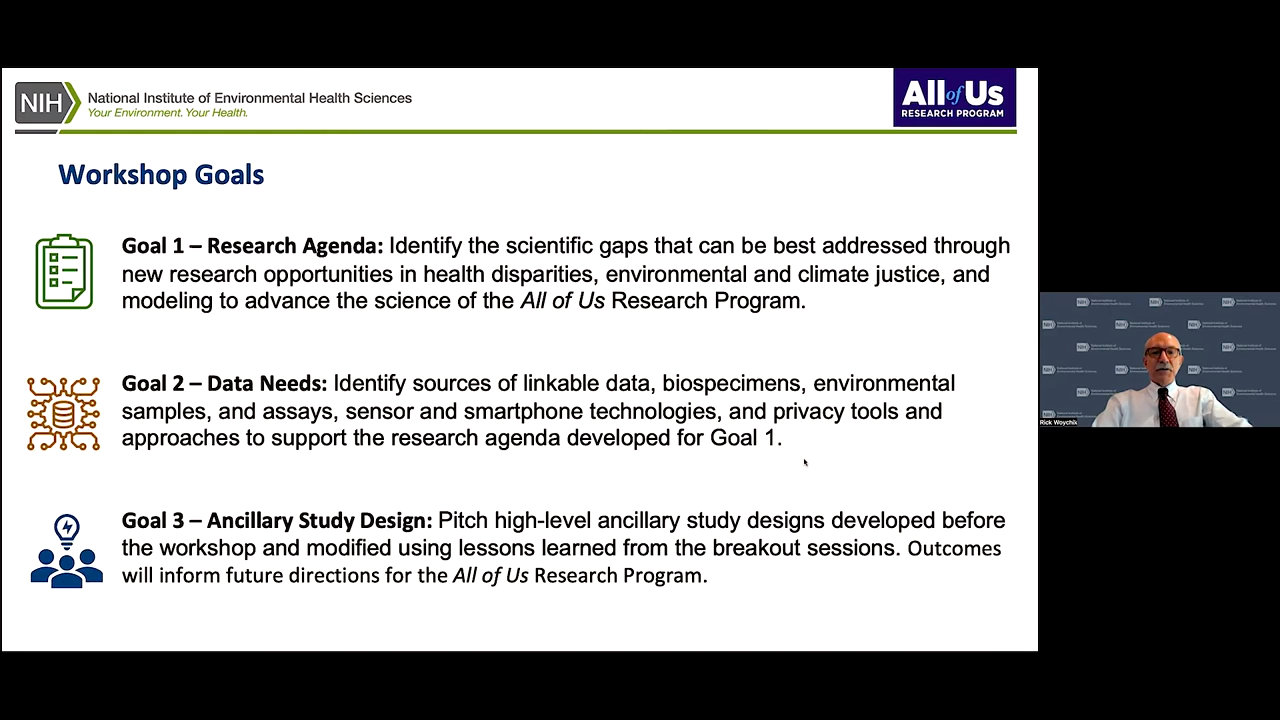 NIH
National Institute of Environmental Health Sciences
Your Environment. Your Health.
All of Us
RESEARCH PROGRAM
Workshop Goals
Goal 1 – Research Agenda: Identify the scientific gaps that can be best addressed through
new research opportunities in health disparities, environmental and climate justice, and
modeling to advance the science of the All of Us Research Program.
Goal 2 – Data Needs: Identify sources of linkable data, biospecimens, environmental
samples, and assays, sensor and smartphone technologies, and privacy tools and
approaches to support the research agenda developed for Goal 1.
Goal 3 – Ancillary Study Design: Pitch high-level ancillary study designs developed before
the workshop and modified using lessons learned from the breakout sessions. Outcomes
will inform future directions for the All of Us Research Program.
Rick Woychik